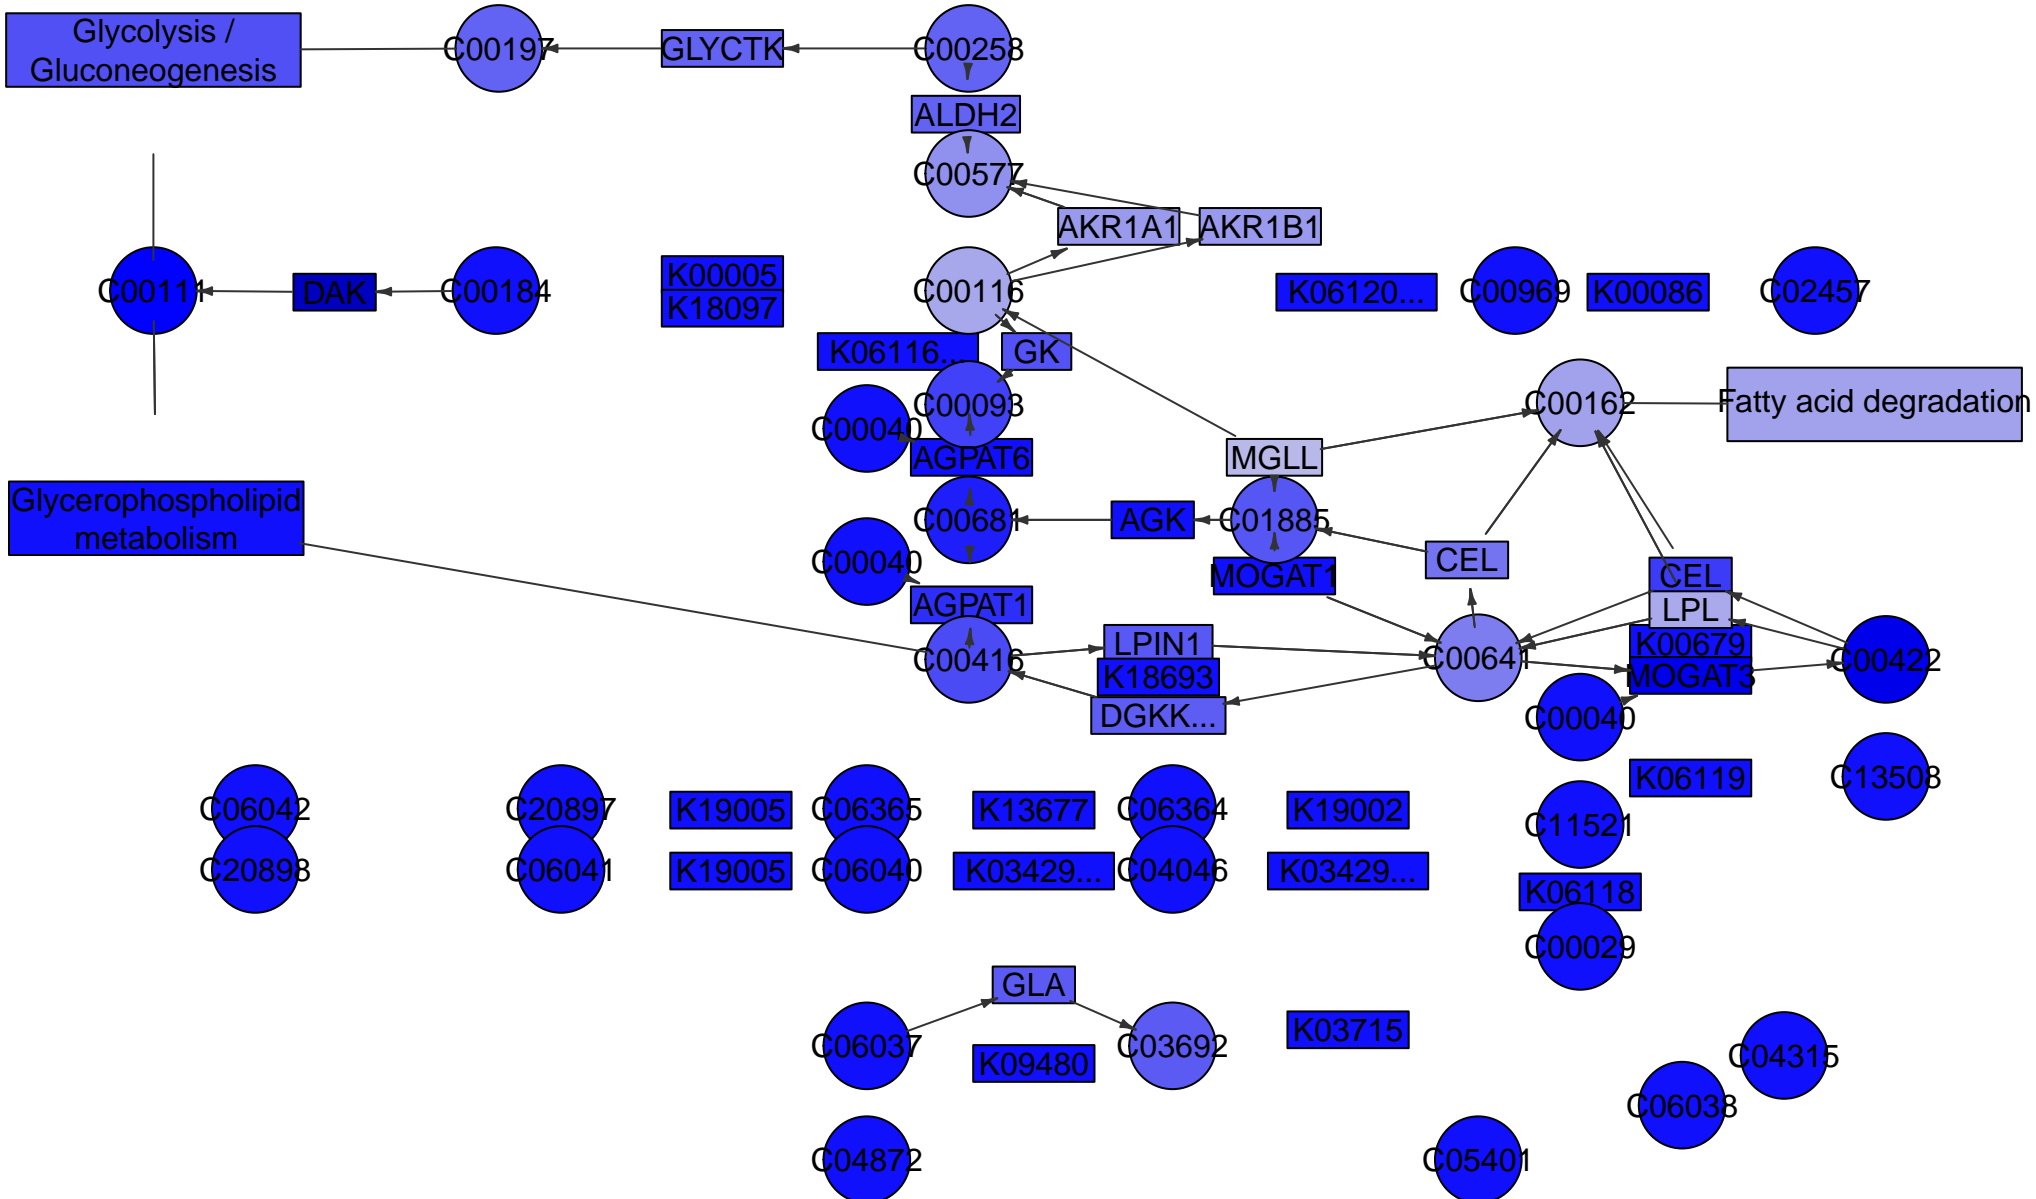 Glycolysis /
Gluconeogenesis
C00197
GLYCTK
C00258
ALDH2
C00577
AKR1A1
AKR1B1
C00111
DAK
C00184
K00005
K18097
C00116
K06120...
C00969
K00086
C02457
K06116...
GK
C00093
C00040
AGPAT6
C00162
Fatty acid degradation
MGLL
Glycerophospholipid
metabolism
C00681
AGK
C01885
C00040
MOGAT1
CEL
CEL
LPL
AGPAT1
C00416
LPIN1
K18693
DGKK...
C00641
K00679
MOGAT3
C00422
C00040
K06119
C13508
C06042
C20897
K19005
C06365
K13677
C06364
K19002
C11521
C20898
C06041
K19005
C06040
K03429...
C04046
K03429...
K06118
C00029
GLA
C06037
K09480
C03692
K03715
C04315
C06038
C04872
C05401